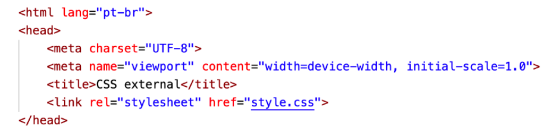 <html lang="pt-br">
<head>
<meta charset="UTF-8">
<meta name="viewport" content="width=device-width, initial-scale=1.0">
<title>CSS external</title>
<link rel="stylesheet" href="style.css">
</head>